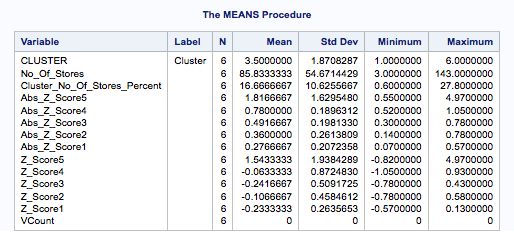 The MEANS Procedure
Variable Label N Mean Std Dev Minimum Maximum
CLUSTER Cluster 6 3.5000000 1.8708287 1.0000000 6.0000000
No_Of_Stores 6 85.8333333 54.6714429 3.0000000 143.0000000
Cluster_No_Of_Stores_Percent 6 16.6666667 10.6255667 0.6000000 27.8000000
Abs_Z_Score5 6 1.8166667 1.6295480 0.5500000 4.9700000
Abs_Z_Score4 6 0.7800000 0.1896312 0.5200000 1.0500000
Abs_Z_Score3 6 0.4916667 0.1981330 0.3000000 0.7800000
Abs_Z_Score2 6 0.3600000 0.2613809 0.1400000 0.7800000
Abs_Z_Score1 6 0.2766667 0.2072358 0.0700000 0.5700000
Z_Score5 6 1.5433333 1.9384289 -0.8200000 4.9700000
Z_Score4 6 -0.0633333 0.8724830 -1.0500000 0.9300000
Z_Score3 6 -0.2416667 0.5091725 -0.7800000 0.4300000
Z_Score2 6 -0.1066667 0.4584612 -0.7800000 0.5800000
Z_Score1 6 -0.2333333 0.2635653 -0.5700000 0.1300000
VCount 6 0 0 0 0